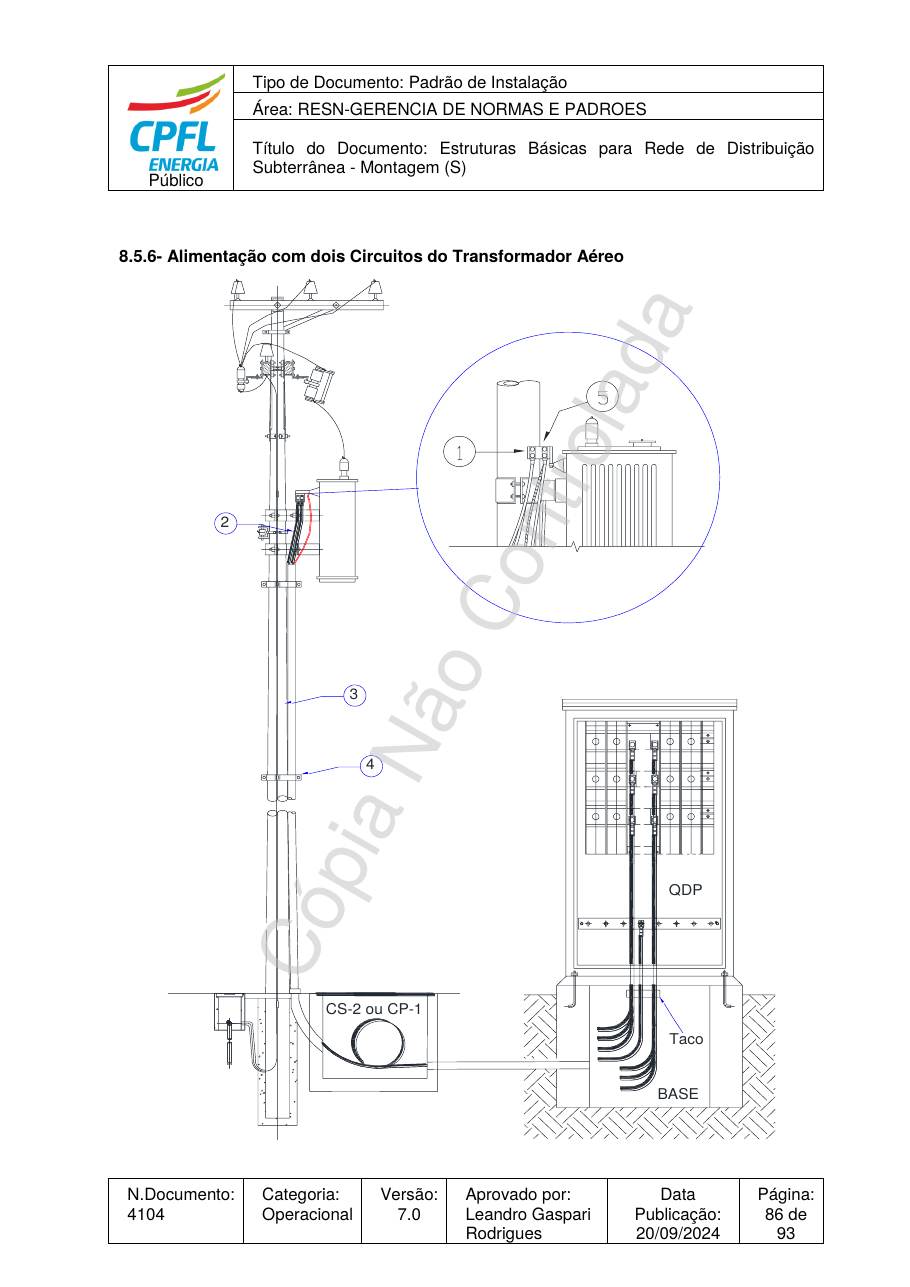 Tipo de Documento: Padrão de Instalação
Área: RESN-GERENCIA DE NORMAS E PADROES
CPFL
ENERGIA
Público
Título do Documento: Estruturas Básicas para Rede de Distribuição
Subterrânea - Montagem (S)
8.5.6- Alimentação com dois Circuitos do Transformador Aéreo
5
1
2
3
4
Cópia Não Controlada
QDP
CS-2 ou CP-1
Taco
BASE
N.Documento:
4104
Categoria:
Operacional
Versão:
7.0
Aprovado por:
Leandro Gaspari
Rodrigues
Data
Publicação:
20/09/2024
Página:
86 de
93